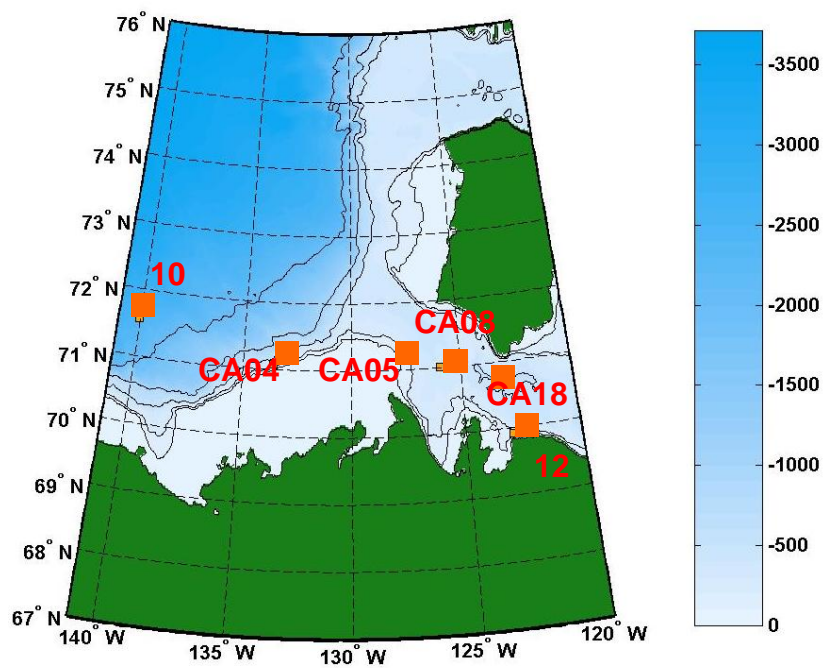 76° N
75° N
74° N
73° N
72° N
71° N
70° N
69° N
68° N
67° N
10
CA04
CA05
CA08
CA18
12
140° W
135° W
130° W
125° W
120° W
-3500
-3000
-2500
-2000
-1500
-1000
-500
0